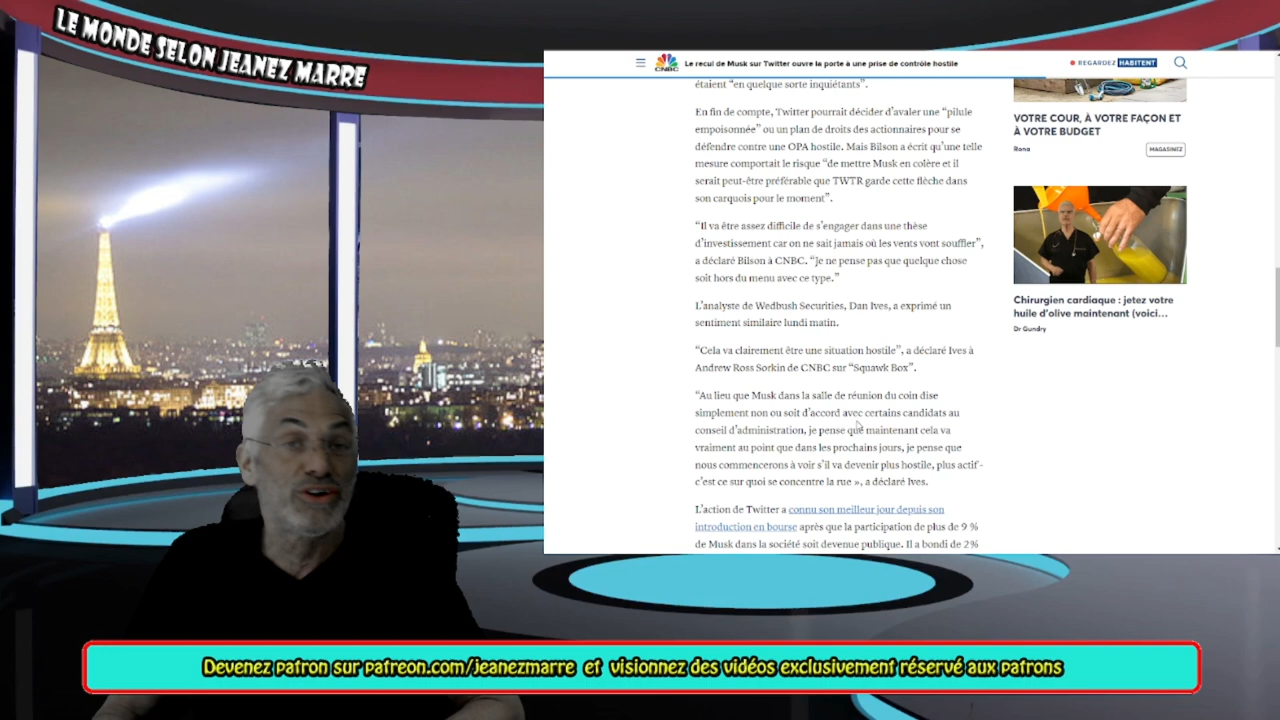 LE MONDE SELON JEANEZ MARRE
CNBC
Le recul de Musk sur Twitter ouvre la porte à une prise de contrôle hostile
REGARDEZ HABITENT
étaient “en quelque sorte inquiétants”.
En fin de compte, Twitter pourrait décider d’avaler une “pilule
empoisonnée” ou un plan de droits des actionnaires pour se
défendre contre une OPA hostile. Mais Bilson a écrit qu’une telle
mesure comportait le risque “de mettre Musk en colère et il
serait peut-être préférable que TWTR garde cette flèche dans
son carquois pour le moment”.
“Il va être assez difficile de s’engager dans une thèse
d’investissement car on ne sait jamais où les vents vont souffler”,
a déclaré Bilson à CNBC. “Je ne pense pas que quelque chose
soit hors du menu avec ce type.”
L’analyste de Wedbush Securities, Dan Ives, a exprimé un
sentiment similaire lundi matin.
“Cela va clairement être une situation hostile”, a déclaré Ives à
Andrew Ross Sorkin de CNBC sur “Squawk Box”.
“Au lieu que Musk dans la salle de réunion du coin dise
simplement non ou soit d’accord avec certains candidats au
conseil d’administration, je pense que maintenant cela va
vraiment au point que dans les prochains jours, je pense que
nous commencerons à voir s’il va devenir plus hostile, plus actif -
c’est ce sur quoi se concentre la rue », a déclaré Ives.
L’action de Twitter a connu son meilleur jour depuis son
introduction en bourse après que la participation de plus de 9 %
de Musk dans la société soit devenue publique. Il a bondi de 2%
VOTRE COUR, À VOTRE FAÇON ET
À VOTRE BUDGET
Rona
MAGASINEZ
Chirurgien cardiaque : jetez votre
huile d’olive maintenant (voici...
Dr Gundry
Devenez patron sur patreon.com/jeanezmarre et visionnez des vidéos exclusivement réservé aux patrons